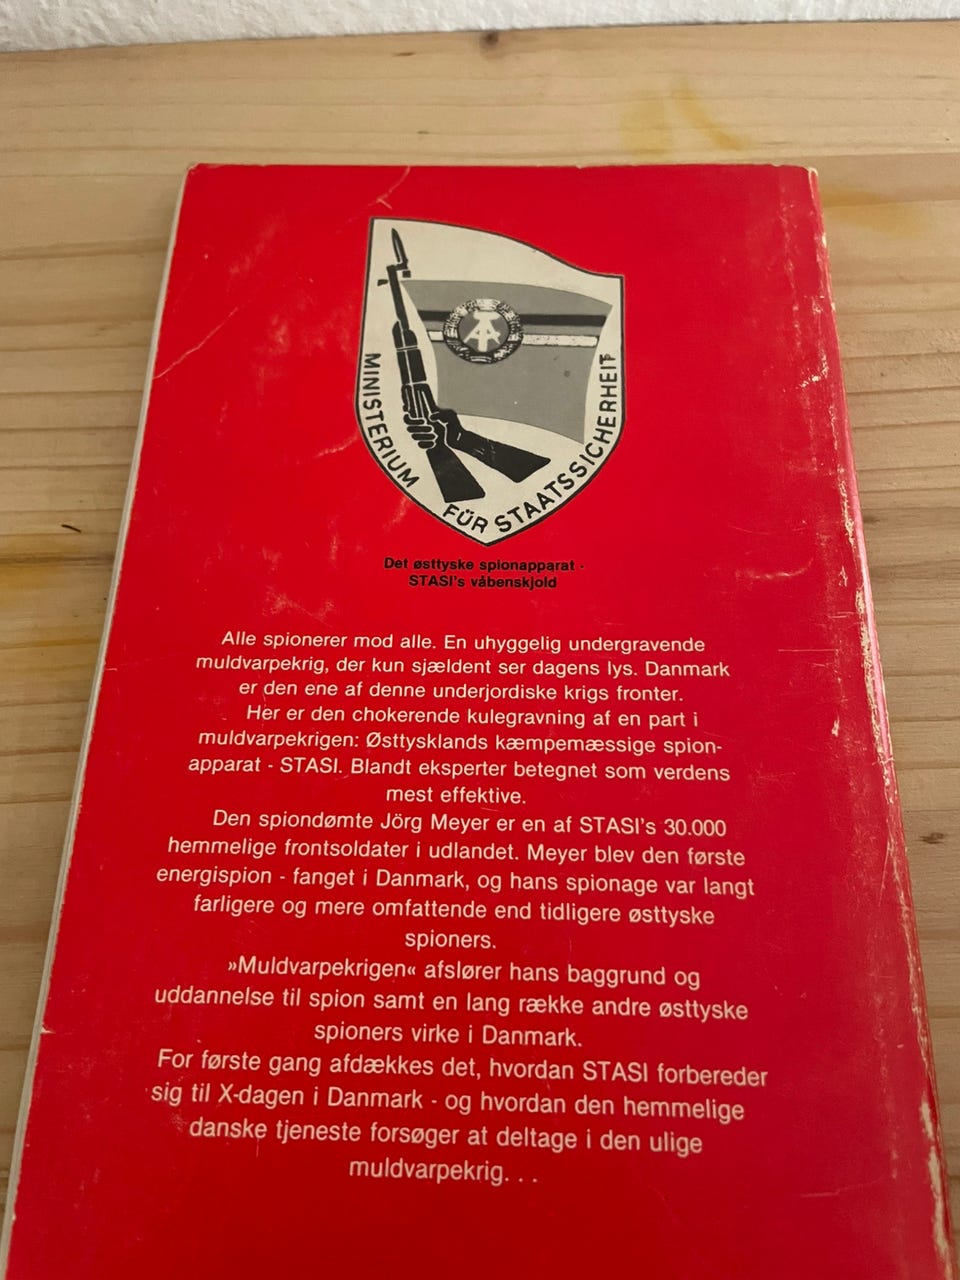 MINISTERIUM FÜR STAATSSICHERHEIT
Det østtyske spionapparat -
STASI's våbenskjold
Alle spionerer mod alle. En uhyggelig undergravende
muldvarpekrig, der kun sjældent ser dagens lys. Danmark
er den ene af denne underjordiske krigs fronter.
Her er den chokerende kulegravning af en part i
muldvarpekrigen: Østtysklands kæmpemæssige spion-
apparat - STASI. Blandt eksperter betegnet som verdens
mest effektive.
Den spiondømte Jörg Meyer er en af STASI's 30.000
hemmelige frontsoldater i udlandet. Meyer blev den første
energispion - fanget i Danmark, og hans spionage var langt
farligere og mere omfattende end tidligere østtyske
spioners.
»Muldvarpekrigen« afslører hans baggrund og
uddannelse til spion samt en lang række andre østtyske
spioners virke i Danmark.
For første gang afdækkes det, hvordan STASI forbereder
sig til X-dagen i Danmark - og hvordan den hemmelige
danske tjeneste forsøger at deltage i den ulige
muldvarpekrig. . .